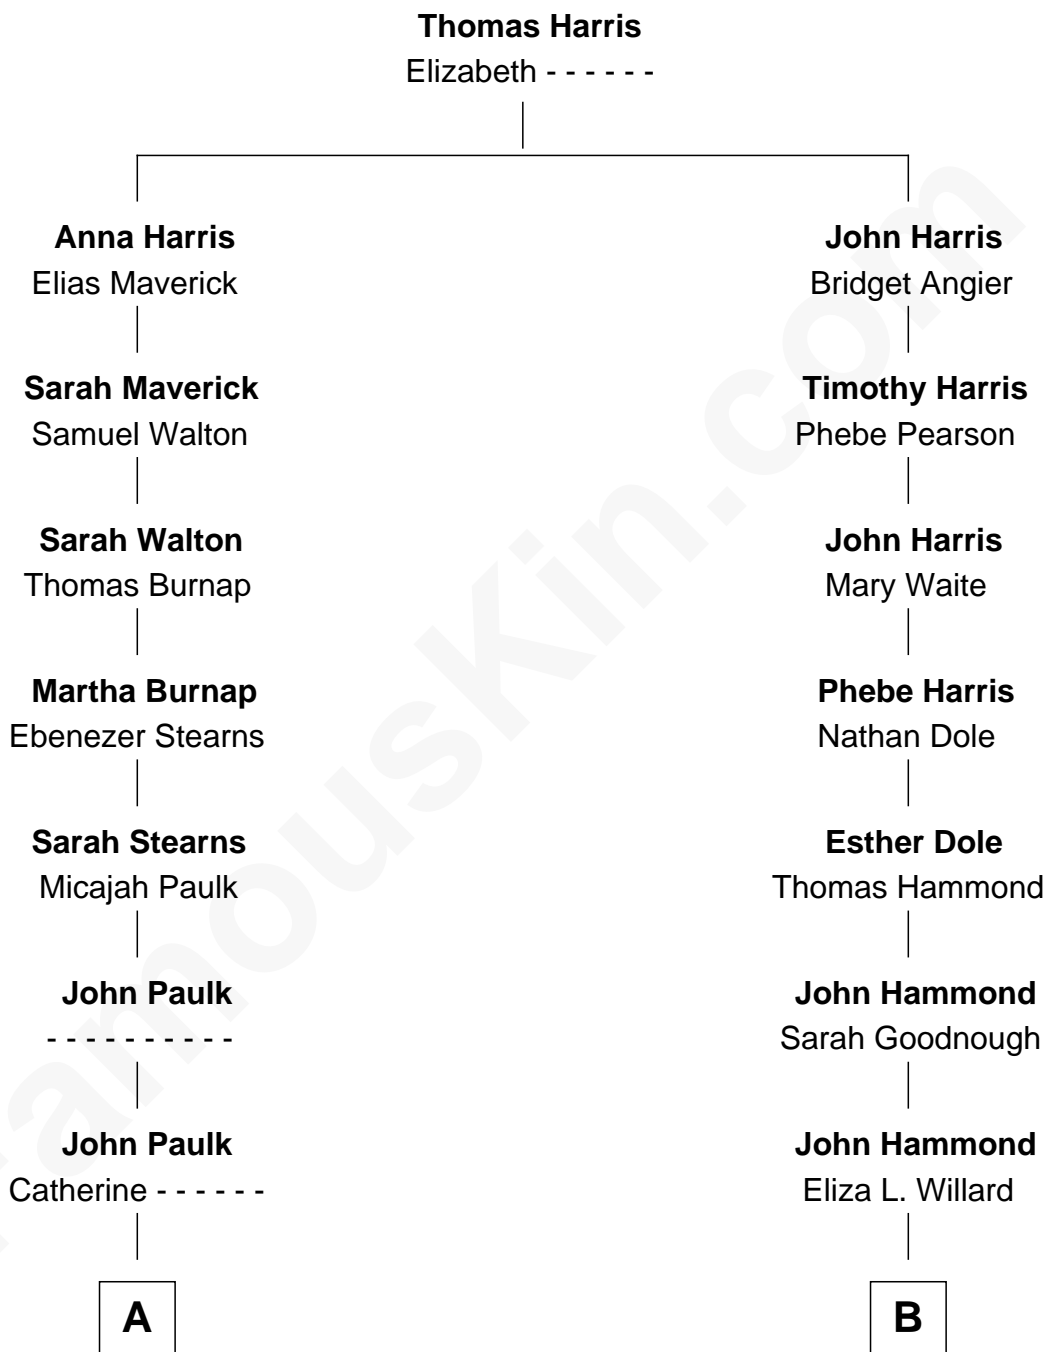 Thomas Harris
Elizabeth - - - - - -
Anna Harris
Elias Maverick
John Harris
Bridget Angier
Sarah Maverick
Samuel Walton
Timothy Harris
Phebe Pearson
Sarah Walton
Thomas Burnap
John Harris
Mary Waite
Martha Burnap
Ebenezer Stearns
Phebe Harris
Nathan Dole
Sarah Stearns
Micajah Paulk
Esther Dole
Thomas Hammond
John Paulk
- - - - - - - - - -
John Hammond
Sarah Goodnough
John Paulk
Catherine - - - - - -
John Hammond
Eliza L. Willard
A
B
FamousKin.com